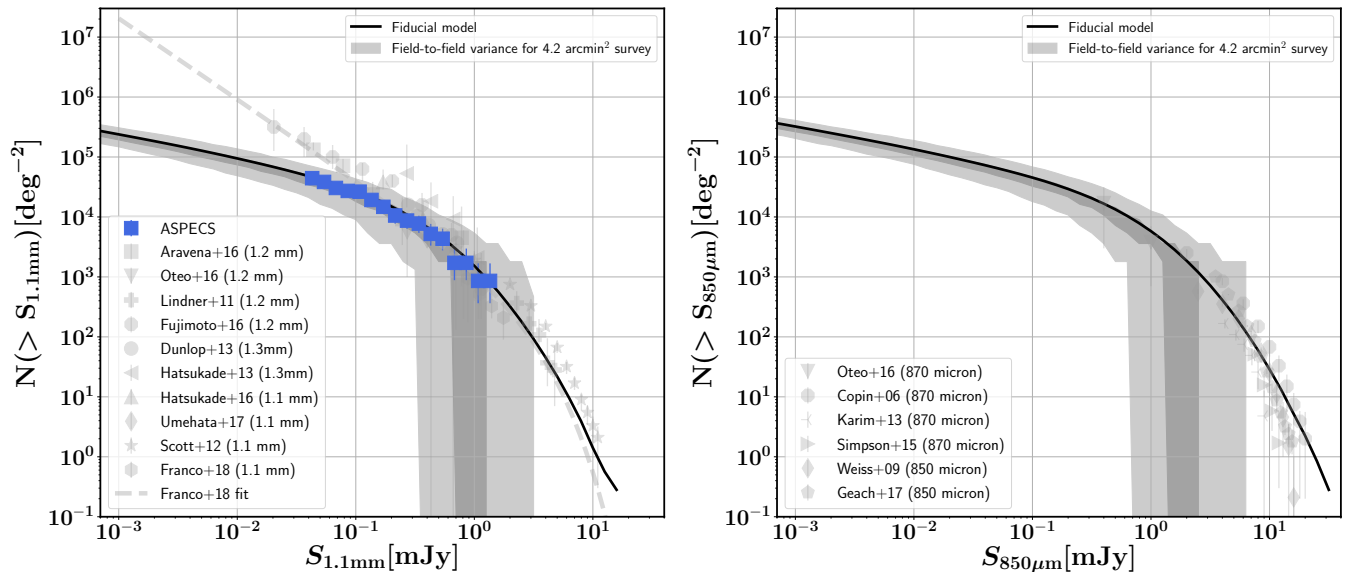 Fiducial model
Field-to-field variance for 4.2 arcmin²  survey
10⁷
10⁶
10⁵
10⁴
10³
10²
10¹
10⁰
10⁻¹
N(> S₁.₁mm)[deg⁻²]
ASPECS
Aravena+16 (1.2 mm)
Oteo+16 (1.2 mm)
Lindner+11 (1.2 mm)
Fujimoto+16 (1.2 mm)
Dunlop+13 (1.3mm)
Hatsukade+13 (1.3mm)
Hatsukade+16 (1.1 mm)
Umehata+17 (1.1 mm)
Scott+12 (1.1 mm)
Franco+18 (1.1 mm)
Franco+18 fit
10⁻³ 10⁻² 10⁻¹ 10⁰ 10¹
S₁.₁mm[mJy]
Fiducial model
Field-to-field variance for 4.2 arcmin² survey
10⁷
10⁶
10⁵
10⁴
10³
10²
10¹
10⁰
10⁻¹
N(> S₈₅₀μm)[deg⁻²]
Oteo+16 (870 micron)
Copin+06 (870 micron)
Karim+13 (870 micron)
Simpson+15 (870 micron)
Weiss+09 (850 micron)
Geach+17 (850 micron)
10⁻³ 10⁻² 10⁻¹ 10⁰ 10¹
S₈₅₀μm[mJy]